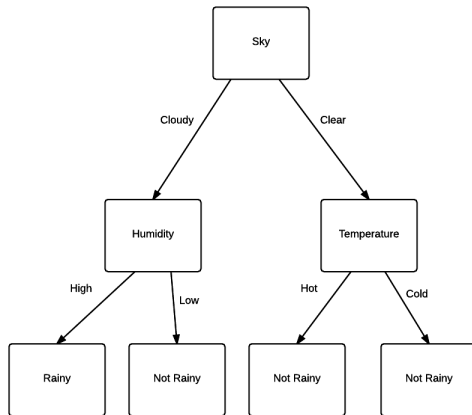 Sky
Cloudy
Clear
Humidity
Temperature
High
Low
Hot
Cold
Rainy
Not Rainy
Not Rainy
Not Rainy